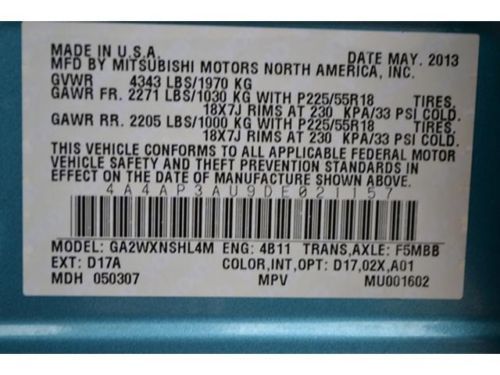 MADE IN U.S.A. DATE MAY. 2013
MFD BY MITSUBISHI MOTORS NORTH AMERICA, INC.
GVWR 4343 LBS/1970 KG
GAWR FR. 2271 LBS/1030 KG WITH P225/55R18 TIRES,
18X7J RIMS AT 230 KPA/33 PSI COLD.
GAWR RR. 2205 LBS/1000 KG WITH P225/55R18 TIRES,
18X7J RIMS AT 230 KPA/33 PSI COLD.
THIS VEHICLE CONFORMS TO ALL APPLICABLE FEDERAL MOTOR
VEHICLE SAFETY AND THEFT PREVENTION STANDARDS IN
EFFECT ON THE DATE OF MANUFACTURE SHOWN ABOVE.
4A4AP3AU9DE021157
MODEL: GA2WXNSHL4M ENG: 4B11 TRANS,AXLE: F5MBB
EXT: D17A COLOR,INT,OPT: D17,02X,A01
MDH 050307 MPV MU001602